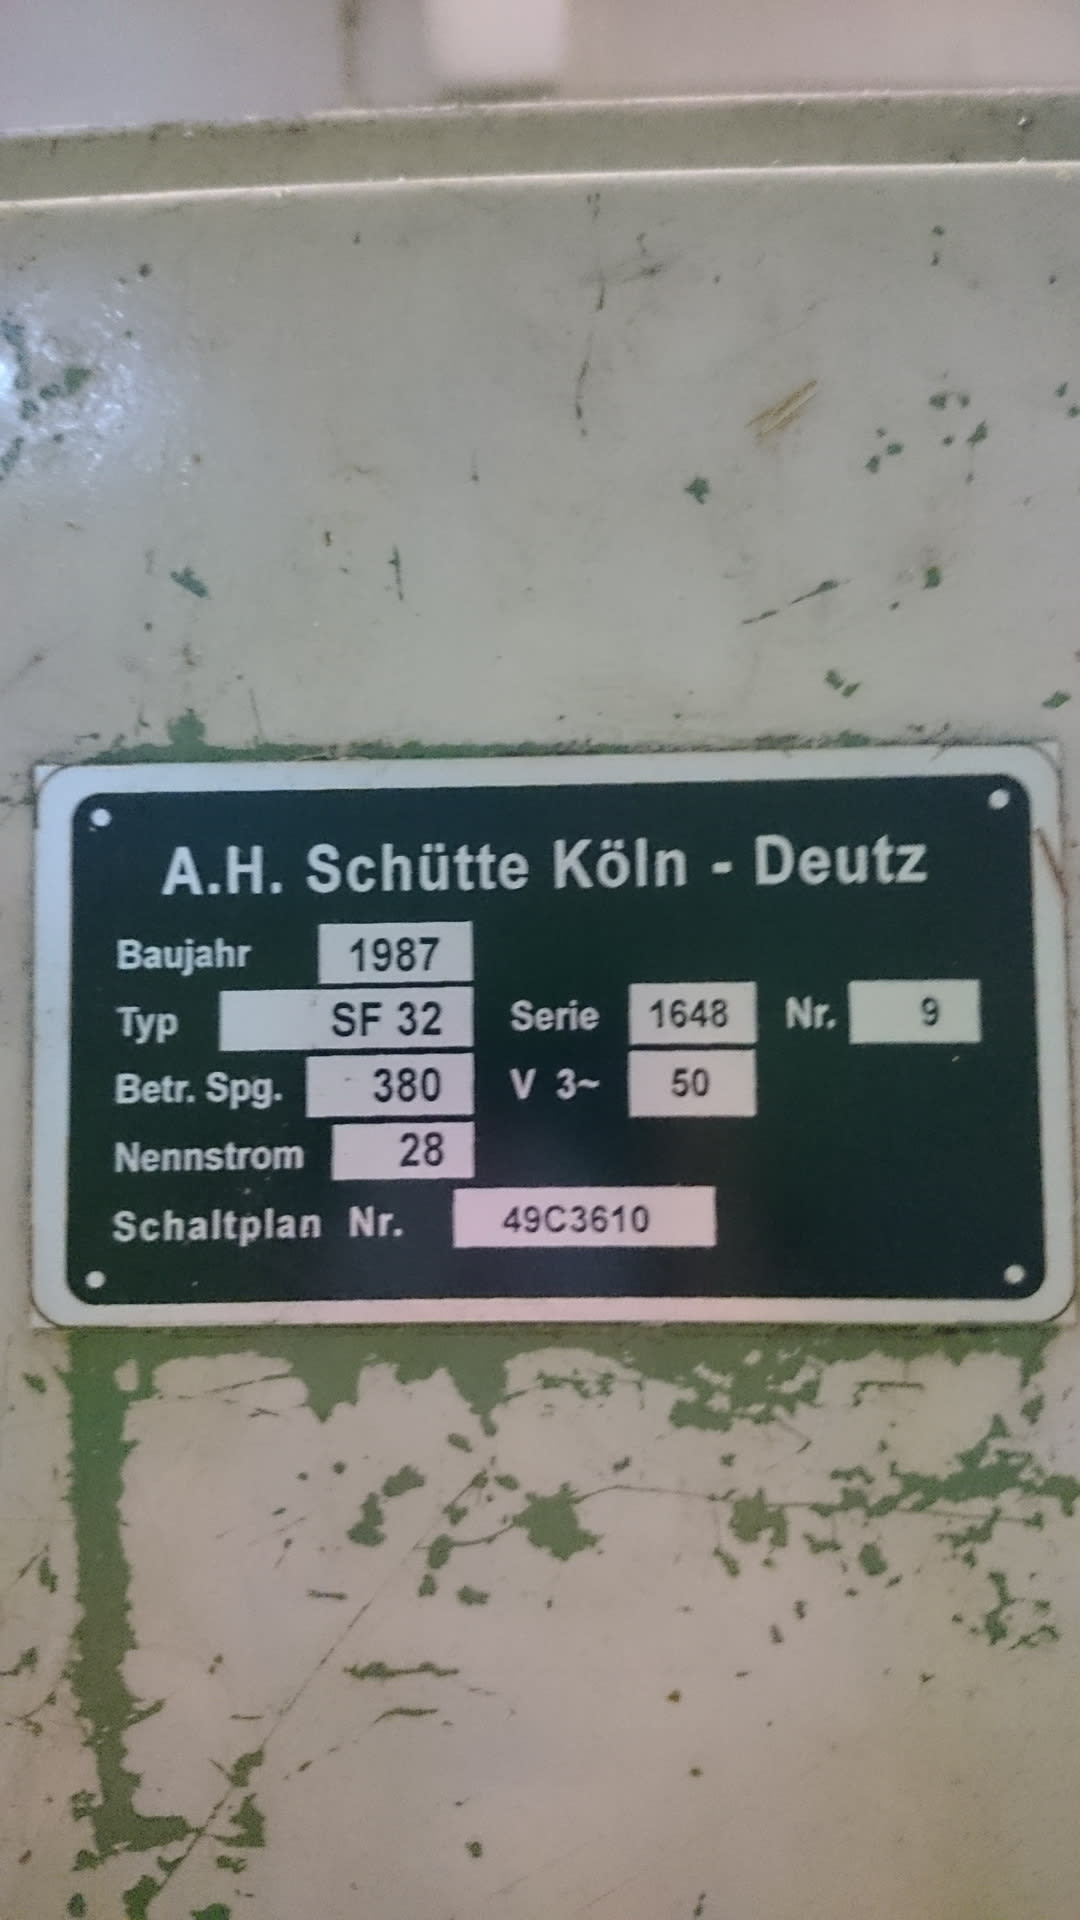 A.H. Schütte Köln - Deutz
Baujahr 1987
Typ SF 32 Serie 1648 Nr. 9
Betr. Spg. 380 V 3~ 50
Nennstrom 28
Schaltplan Nr. 49C3610